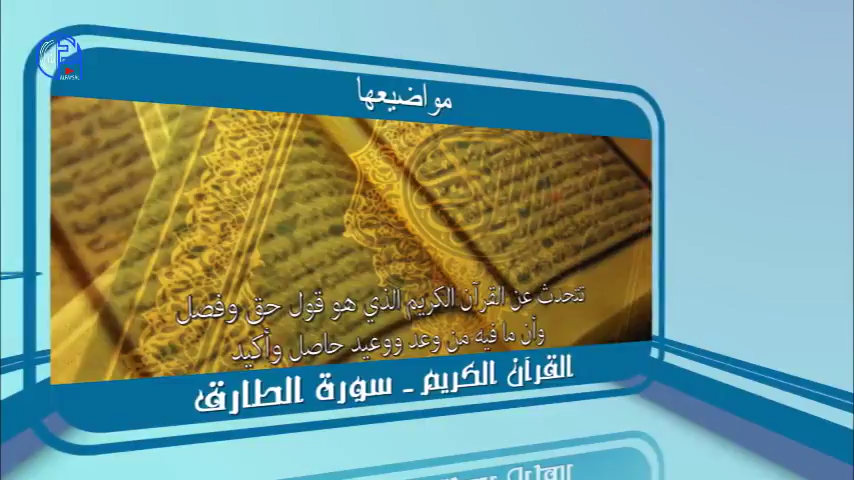 مواضيعها
تتحدث عن القرآن الكريم الذي هو قول حق وفصل
وأن ما فيه من وعد ووعيد حاصل وأكيد
القرآن الكريم - سورة الطارق